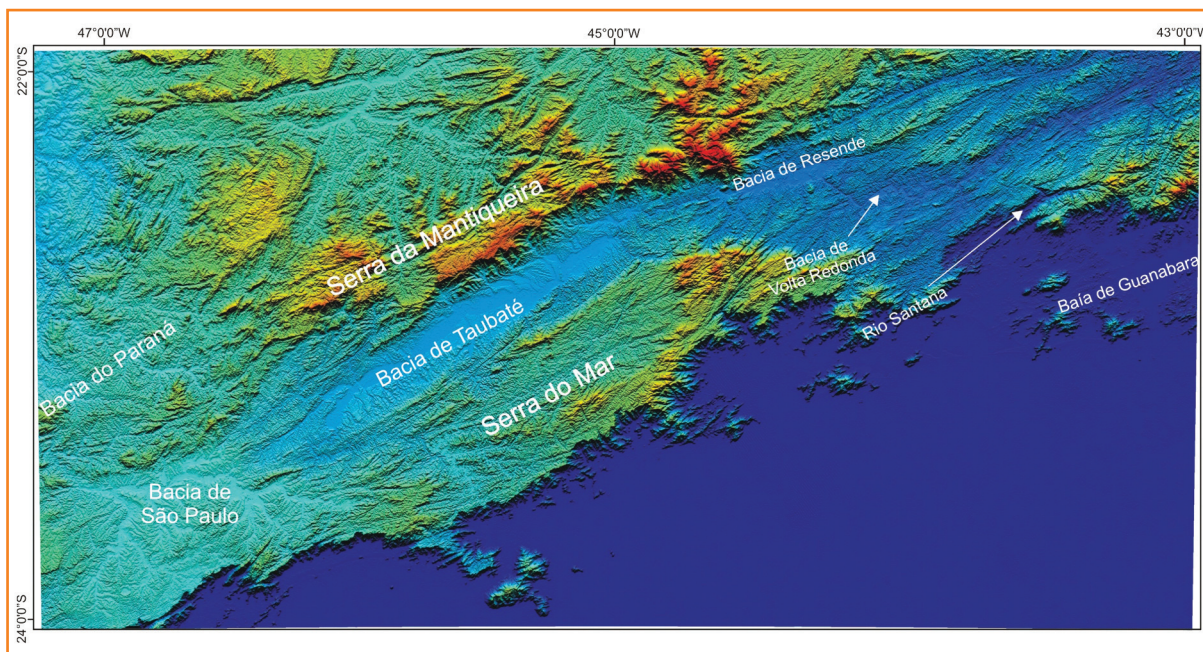 47°0'0"W
45°0'0"W
43°0'0"W
22°0'0"S
Bacia de Resende
Serra da Mantiqueira
Bacia de
Volta Redonda
Baía de Guanabara
Rio Santana
Bacia de Taubaté
Bacia do Paraná
Serra do Mar
Bacia de
São Paulo
24°0'0"S